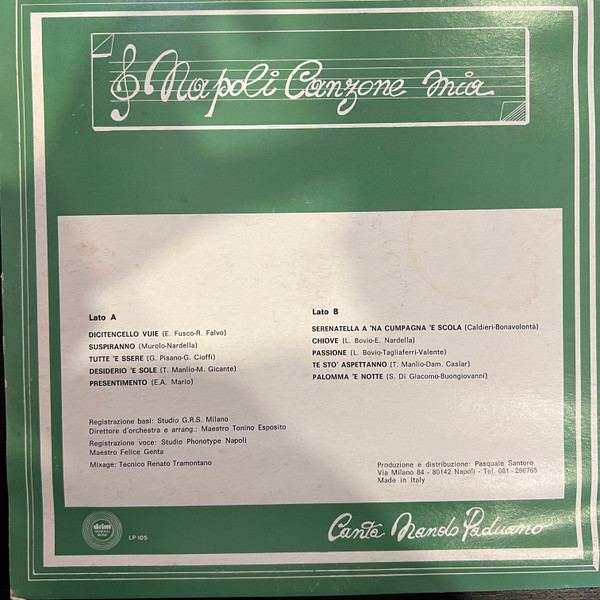 Napoli Canzone mia
Lato A
DICITENCELLO VUIE (E. Fusco-R. Falvo)
SUSPIRANNO (Murolo-Nardella)
TUTTE 'E SSERE (G. Pisano-G. Cioffi)
DESIDERIO 'E SOLE (T. Manlio-M. Gigante)
PRESENTIMENTO (E.A. Mario)
Lato B
SERENATELLA A 'NA CUMPAGNA 'E SCOLA (Caldieri-Bonavolontà)
CHIOVE (L. Bovio-E. Nardella)
PASSIONE (L. Bovio-Tagliaferri-Valente)
TE STO' ASPETTANNO (T. Manlio-Dam. Caslar)
PALOMMA 'E NOTTE (S. Di Giacomo-Buongiovanni)
Registrazione basi: Studio G.R.S. Milano
Direttore d'orchestra e arrang.: Maestro Tonino Esposito
Registrazione voce: Studio Phonotype Napoli
Maestro Felice Genta
Mixage: Tecnico Renato Tramontano
Produzione e distribuzione: Pasquale Santoro
Via Milano 84 - 80142 Napoli - Tel. 081 - 266765
Made in Italy
drim
LP 105
Canta Nando Paduano